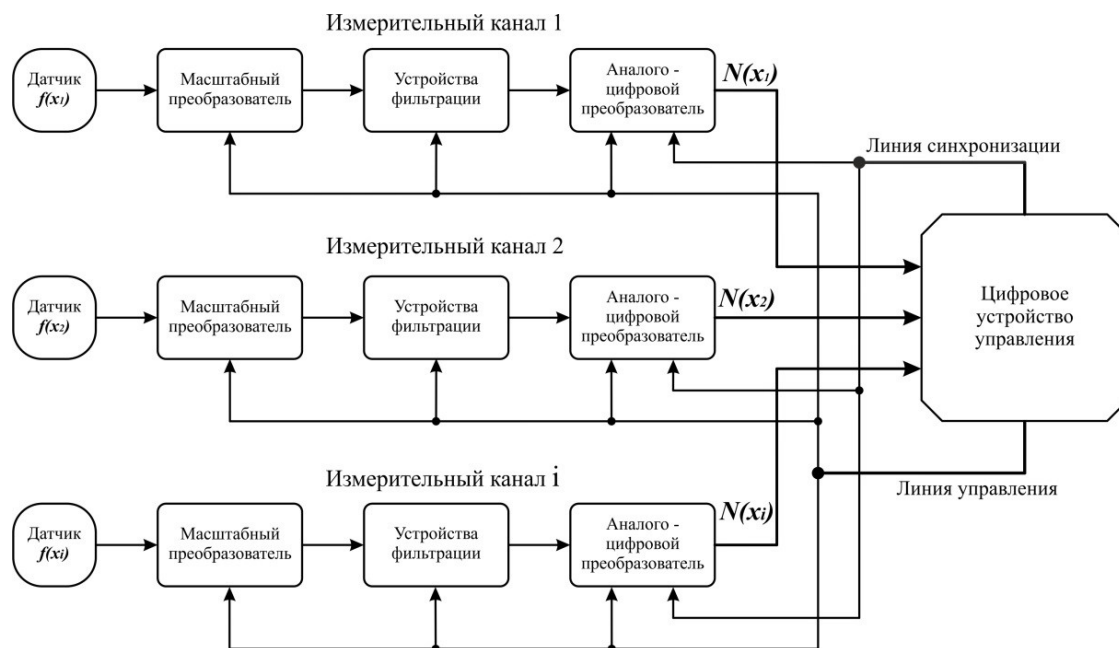 Измерительный канал 1
Датчик
f(x₁)
Масштабный
преобразователь
Устройства
фильтрации
Аналого -
цифровой
преобразователь
N(x₁)
Линия синхронизации
Измерительный канал 2
Датчик
f(x₂)
Масштабный
преобразователь
Устройства
фильтрации
Аналого -
цифровой
преобразователь
N(x₂)
Цифровое
устройство
управления
Измерительный канал i
Датчик
f(xᵢ)
Масштабный
преобразователь
Устройства
фильтрации
Аналого -
цифровой
преобразователь
N(xᵢ)
Линия управления